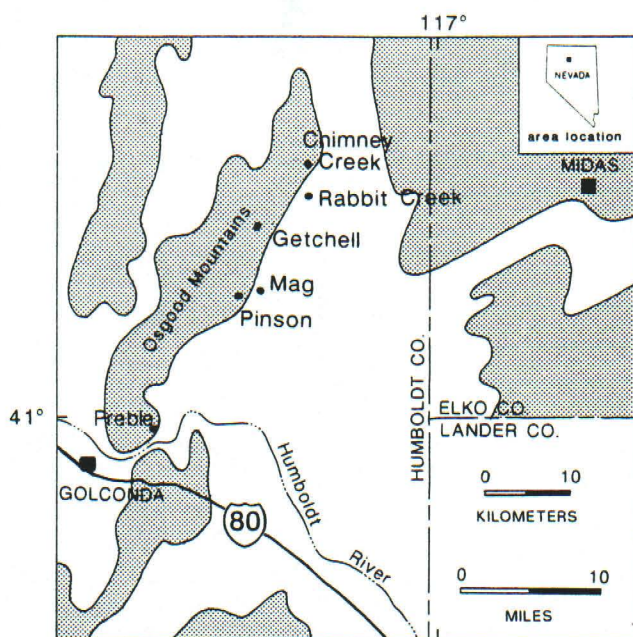 117°
NEVADA
area location
MIDAS
Chimney
Creek
Rabbit Creek
Getchell
Osgood Mountains
Mag
Pinson
HUMBOLDT CO.
41°
Preble
ELKO CO.
LANDER CO.
GOLCONDA
Humboldt
River
80
0 10
KILOMETERS
0 10
MILES